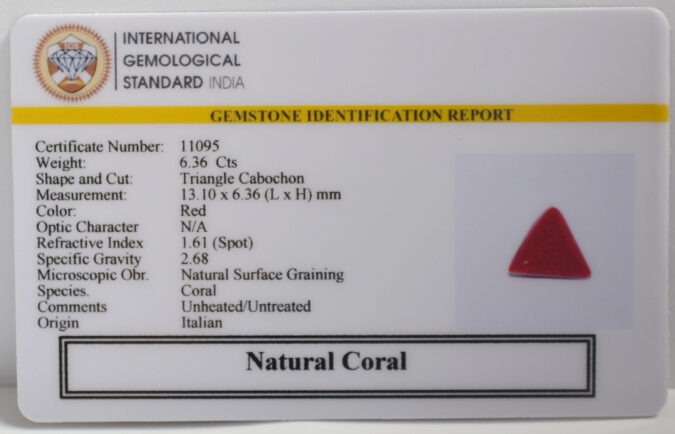 IGS
INTERNATIONAL
GEMOLOGICAL
STANDARD INDIA
GEMSTONE IDENTIFICATION REPORT
Certificate Number: 11095
Weight: 6.36 Cts
Shape and Cut: Triangle Cabochon
Measurement: 13.10 x 6.36 (L x H) mm
Color: Red
Optic Character N/A
Refractive Index 1.61 (Spot)
Specific Gravity 2.68
Microscopic Obr. Natural Surface Graining
Species. Coral
Comments Unheated/Untreated
Origin Italian
Natural Coral